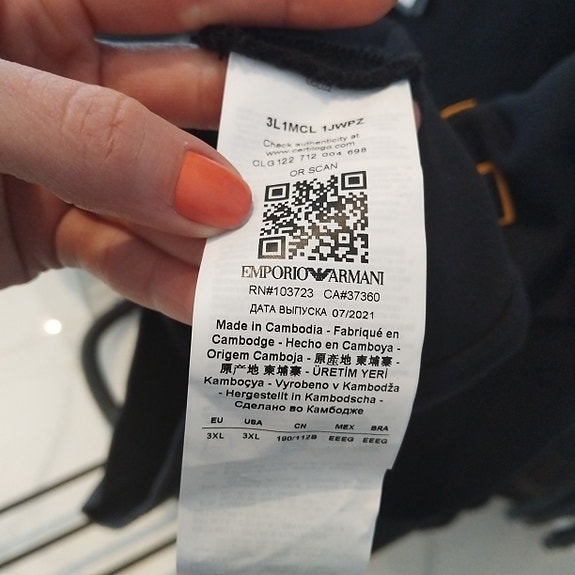 3L1MCL 1JWPZ
Check authenticity at
www.certilogo.com
CLG 122 712 004 698
OR SCAN
EMPORIO ARMANI
RN#103723 CA#37360
ДАТА ВЫПУСКА 07/2021
Made in Cambodia - Fabriqué en
Cambodge - Hecho en Camboya -
Origem Camboja - 原産地 柬埔寨 -
原产地 柬埔寨 - ÜRETİM YERİ
Kamboçya - Vyrobeno v Kambodža
- Hergestellt in Kambodscha -
Сделано во Камбодже
EU USA CN MEX BRA
3XL 3XL 190/112B EEEG EEEG